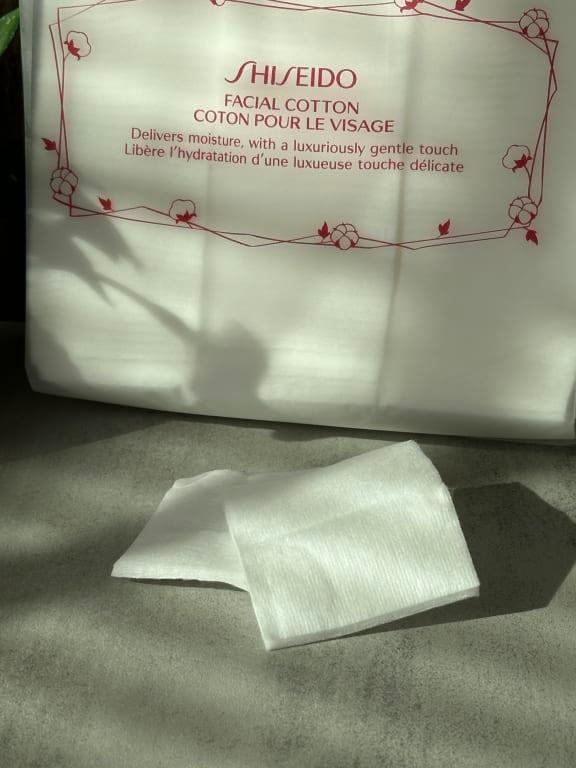 SHISEIDO
FACIAL COTTON
COTON POUR LE VISAGE
Delivers moisture, with a luxuriously gentle touch
Libère l'hydratation d'une luxueuse touche délicate